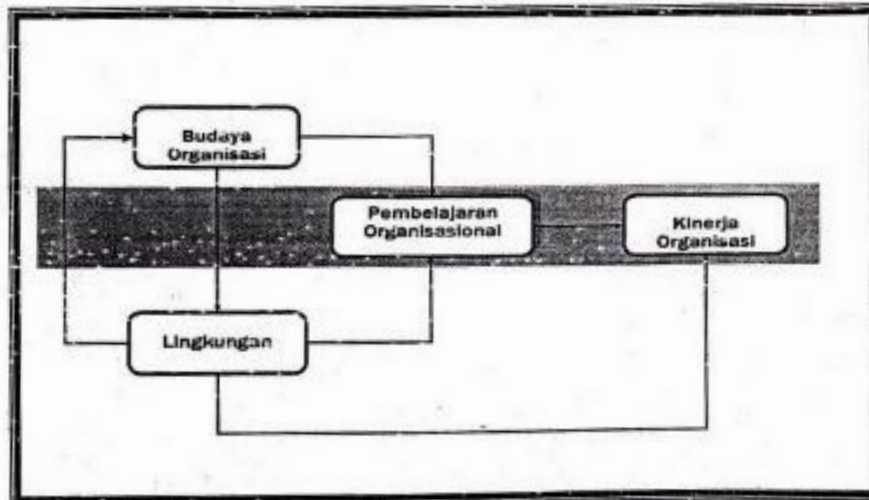 Budaya
Organisasi
Pembelajaran
Organisasional
Kinerja
Organisasi
Lingkungan